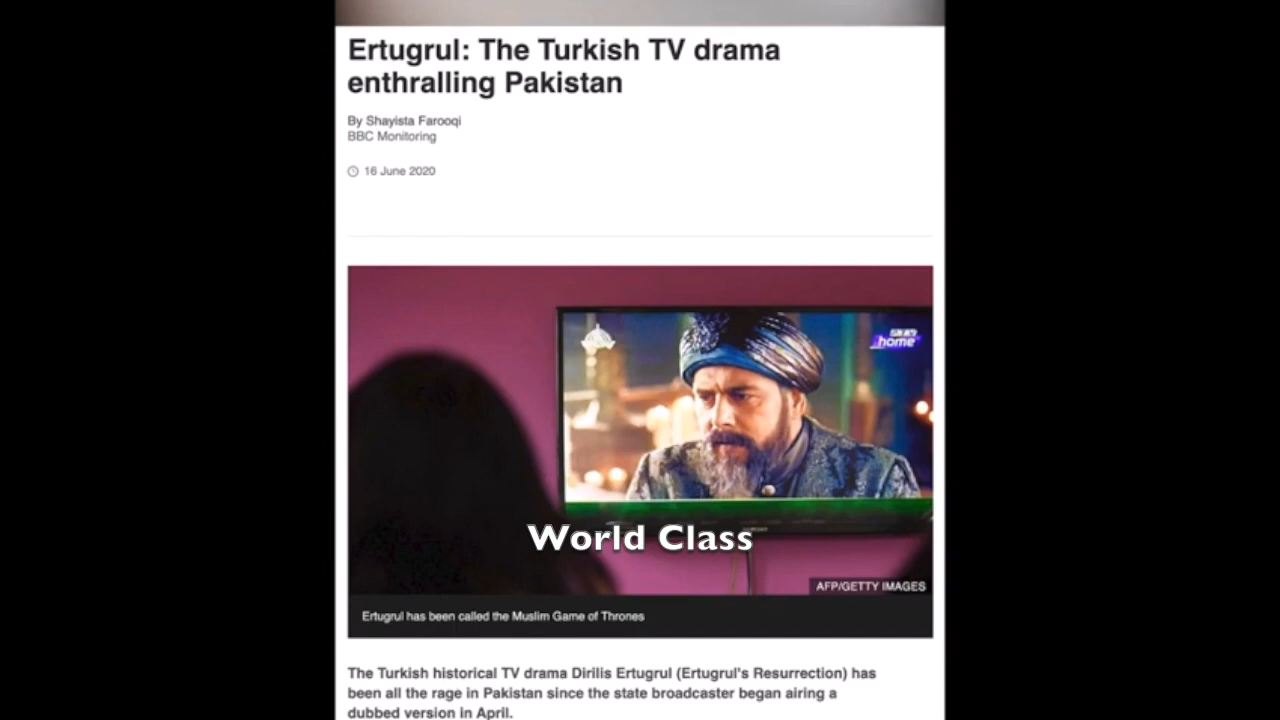 Ertugrul: The Turkish TV drama
enthralling Pakistan
By Shayista Farooqi
BBC Monitoring
16 June 2020
home
World Class
AFP/GETTY IMAGES
Ertugrul has been called the Muslim Game of Thrones
The Turkish historical TV drama Dirilis Ertugrul (Ertugrul's Resurrection) has
been all the rage in Pakistan since the state broadcaster began airing a
dubbed version in April.